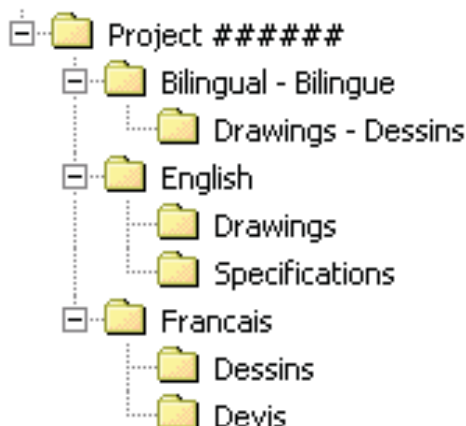 Project ######
Bilingual - Bilingue
Drawings - Dessins
English
Drawings
Specifications
Francais
Dessins
Devis